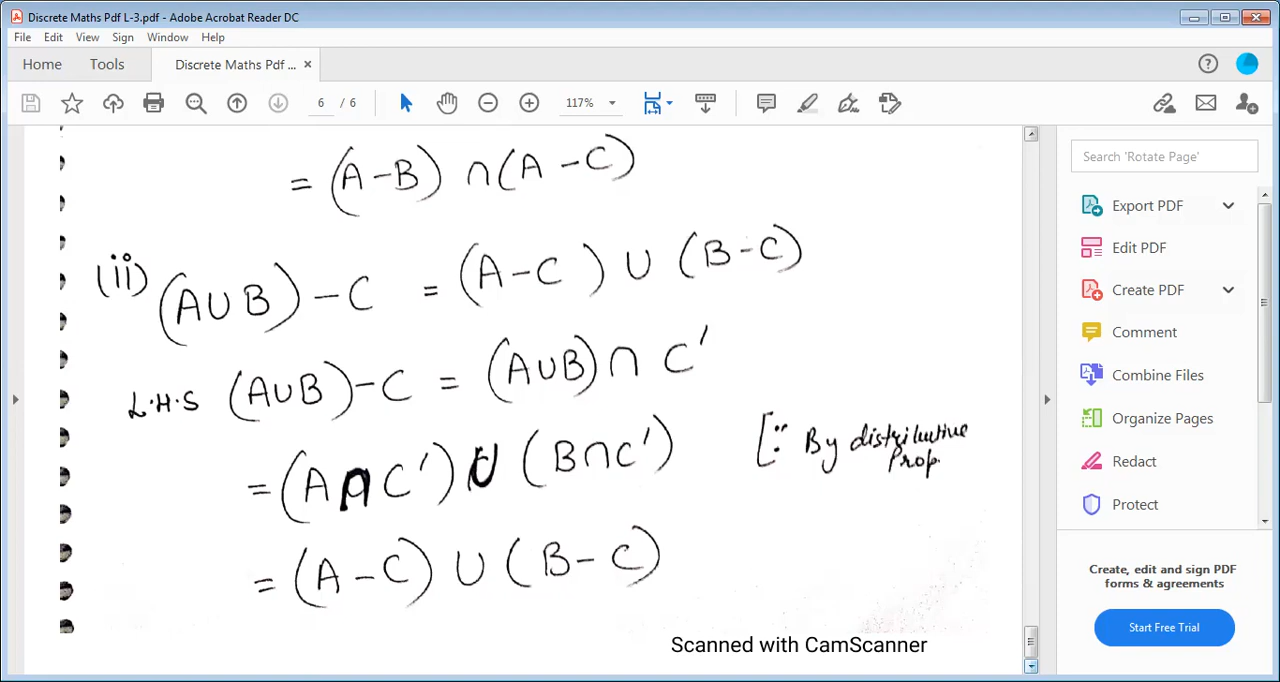 Discrete Maths Pdf L-3.pdf - Adobe Acrobat Reader DC
File Edit View Sign Window Help
Home Tools Discrete Maths Pdf ... ×
6 / 6 117%
Search 'Rotate Page'
Export PDF
Edit PDF
Create PDF
Comment
Combine Files
Organize Pages
Redact
Protect
Create, edit and sign PDF
forms & agreements
Start Free Trial
= (A-B) ∩ (A-C)
(ii) (A∪B) - C = (A-C) ∪ (B-C)
L.H.S (A∪B) - C = (A∪B) ∩ C'
= (A∩C') ∪ (B∩C') [∵ By distributive
Prop.
= (A-C) ∪ (B-C)
Scanned with CamScanner